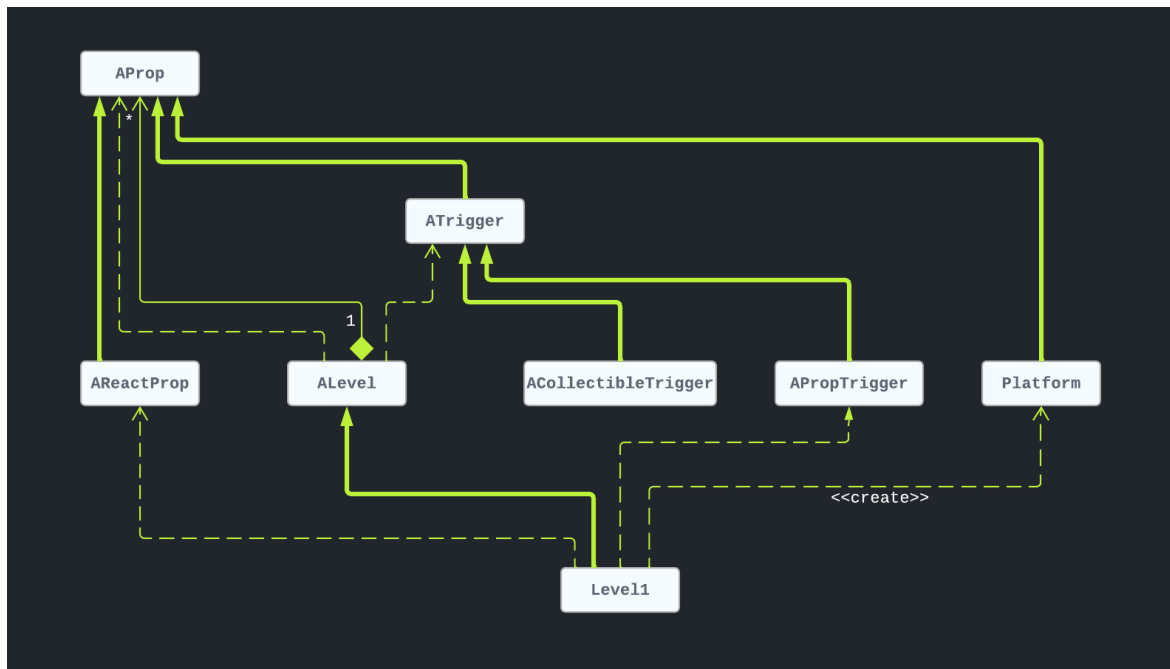 AProp
*
ATrigger
1
AReactProp
ALevel
ACollectibleTrigger
APropTrigger
Platform
<<create>>
Level1